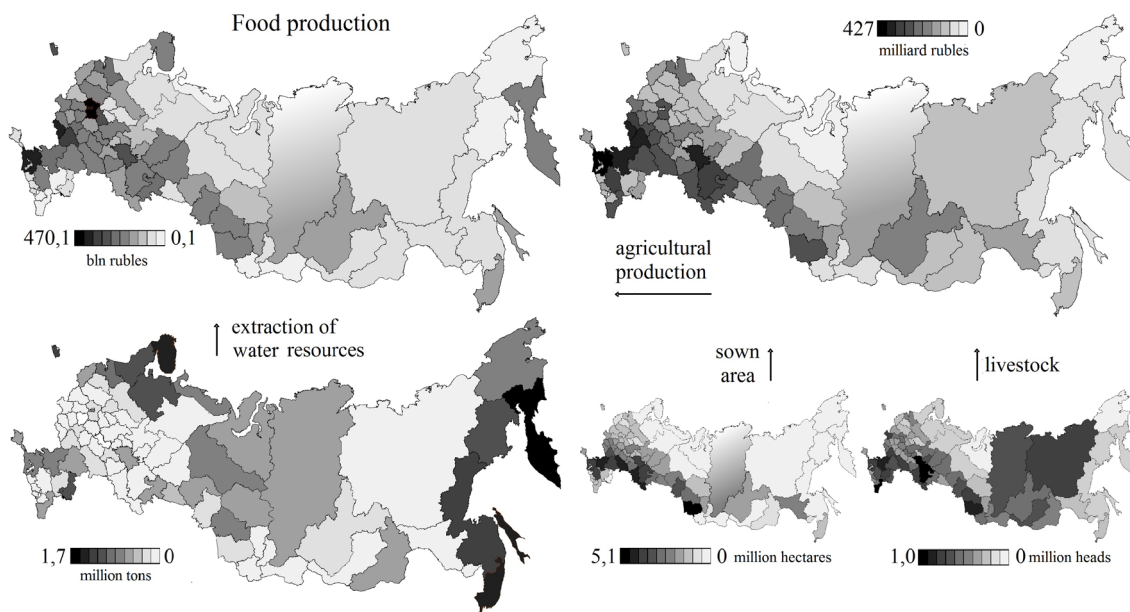 Food production
470,1 0,1
bln rubles
427 0
milliard rubles
agricultural
production
extraction of
water resources
1,7 0
million tons
sown
area
livestock
5,1 0 million hectares
1,0 0 million heads